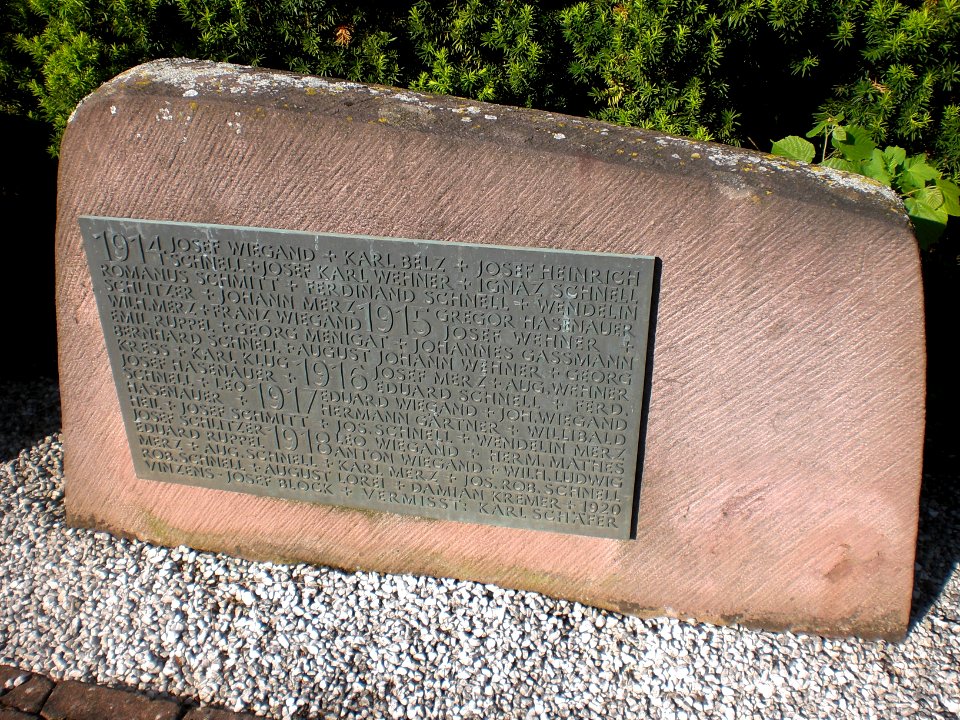 1914 JOSEF WIEGAND + KARL BELZ + JOSEF HEINRICH
+ SCHNELL + JOSEF KARL WEHNER + IGNAZ SCHNELL
ROMANUS SCHMITT + FERDINAND SCHNELL + WENDELIN
SCHLITZER + JOHANN MERZ 1915 GREGOR HASENAUER
WILH. MERZ + FRANZ WIEGAND JOSEF WEHNER +
EMIL RUPPEL + GEORG MENIGAT + JOHANNES GASSMANN
BERNHARD SCHNELL + AUGUST JOHANN WEHNER + GEORG
KRESS + KARL KLUG + 1916 JOSEF MERZ + AUG. WEHNER
JOSEF HASENAUER + EDUARD SCHNELL + FERD.
SCHNELL + LEO 1917 EDUARD WIEGAND + JOH. WIEGAND
HASENAUER + HERMANN GÄRTNER + WILLIBALD
HEIL + JOSEF SCHMITT + JOS. SCHNELL + WENDELIN MERZ
JOSEF SCHLITZER 1918 LEO WIEGAND + HERM. MATHES
EDUARD RUPPEL + ANTON WIEGAND + WILH. LUDWIG
MERZ + AUG. SCHNELL + KARL MERZ + JOS. ROB. SCHNELL
ROB. SCHNELL + AUGUST LOREI + DAMIAN KREMER + 1920
VINZENS JOSEF BLOCK + VERMISST: KARL SCHÄFER